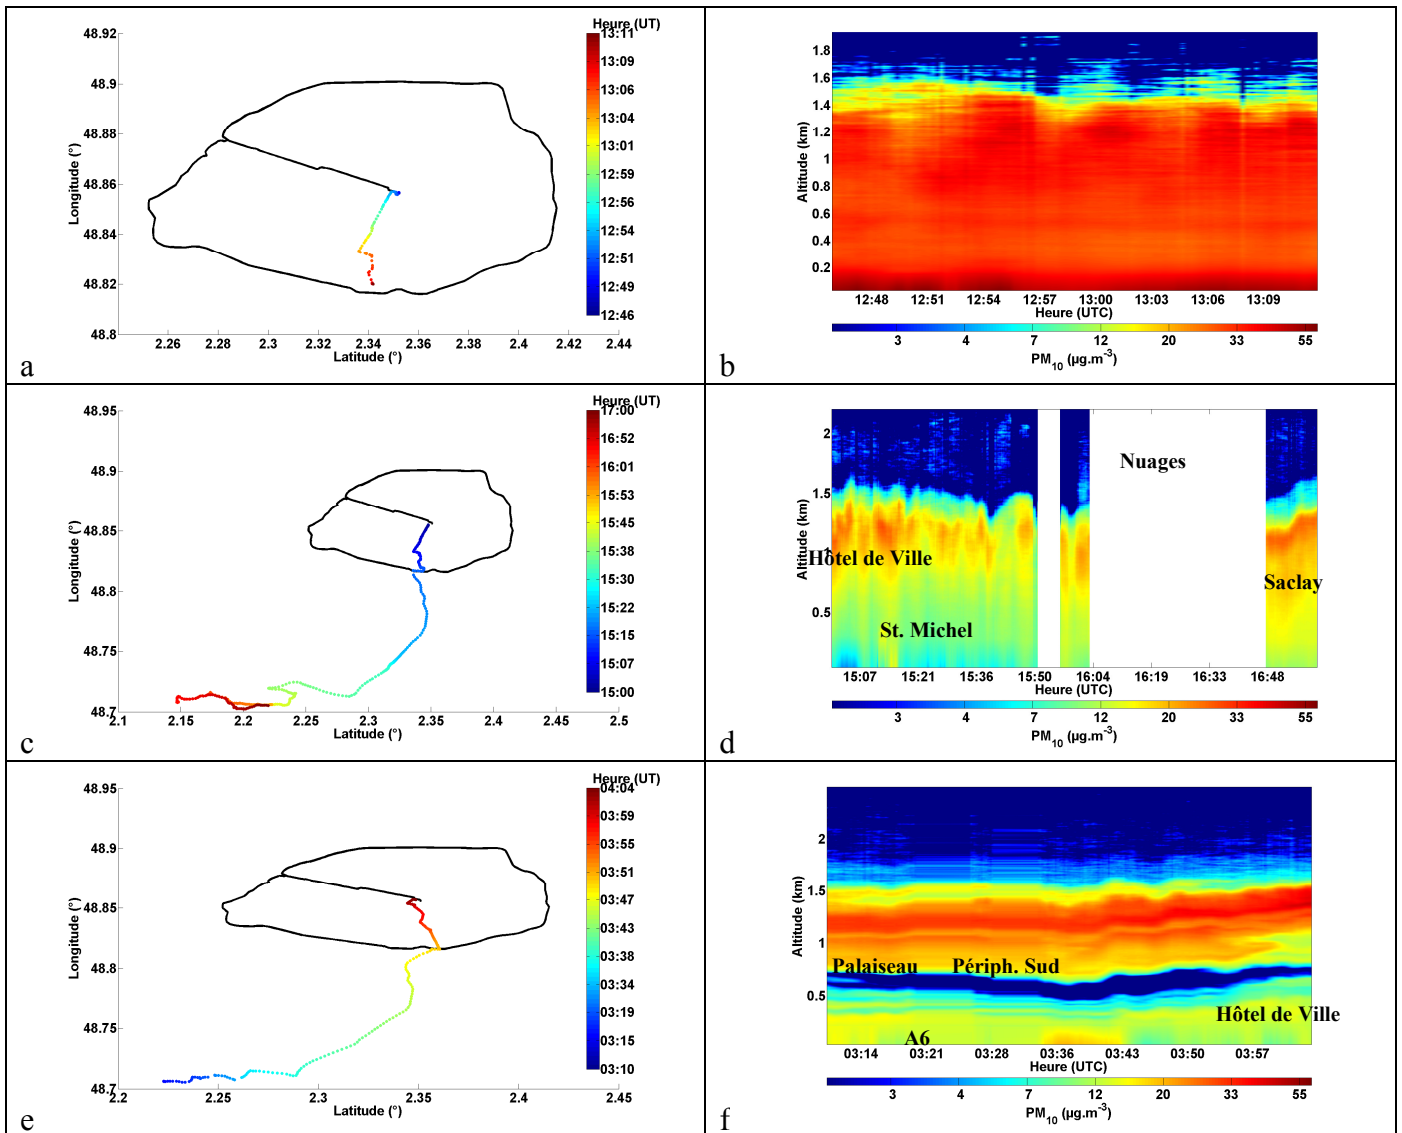 Heure (UT)
48.92
48.9
48.88
48.86
48.84
48.82
48.8
Longitude (°)
2.26 2.28 2.3 2.32 2.34 2.36 2.38 2.4 2.42 2.44
Latitude (°)
13:11
13:09
13:06
13:04
13:01
12:59
12:56
12:54
12:51
12:49
12:46
a
1.8
1.6
1.4
1.2
1
0.8
0.6
0.4
0.2
Altitude (km)
12:48 12:51 12:54 12:57 13:00 13:03 13:06 13:09
Heure (UTC)
3 4 7 12 20 33 55
PM10 (µg.m-3)
b
Heure (UT)
48.95
48.9
48.85
48.8
48.75
48.7
Longitude (°)
2.1 2.15 2.2 2.25 2.3 2.35 2.4 2.45 2.5
Latitude (°)
17:00
16:52
16:01
15:53
15:45
15:38
15:30
15:22
15:15
15:07
15:00
c
2
1.5
1
0.5
Altitude (km)
Nuages
Hôtel de Ville
Saclay
St. Michel
15:07 15:21 15:36 15:50 16:04 16:19 16:33 16:48
Heure (UTC)
3 4 7 12 20 33 55
PM10 (µg.m-3)
d
Heure (UT)
48.95
48.9
48.85
48.8
48.75
48.7
Longitude (°)
2.2 2.25 2.3 2.35 2.4 2.45
Latitude (°)
04:04
03:59
03:55
03:51
03:47
03:43
03:38
03:34
03:19
03:15
03:10
e
2
1.5
1
0.5
Altitude (km)
Palaiseau Périph. Sud
Hôtel de Ville
A6
03:14 03:21 03:28 03:36 03:43 03:50 03:57
Heure (UTC)
3 4 7 12 20 33 55
PM10 (µg.m-3)
f